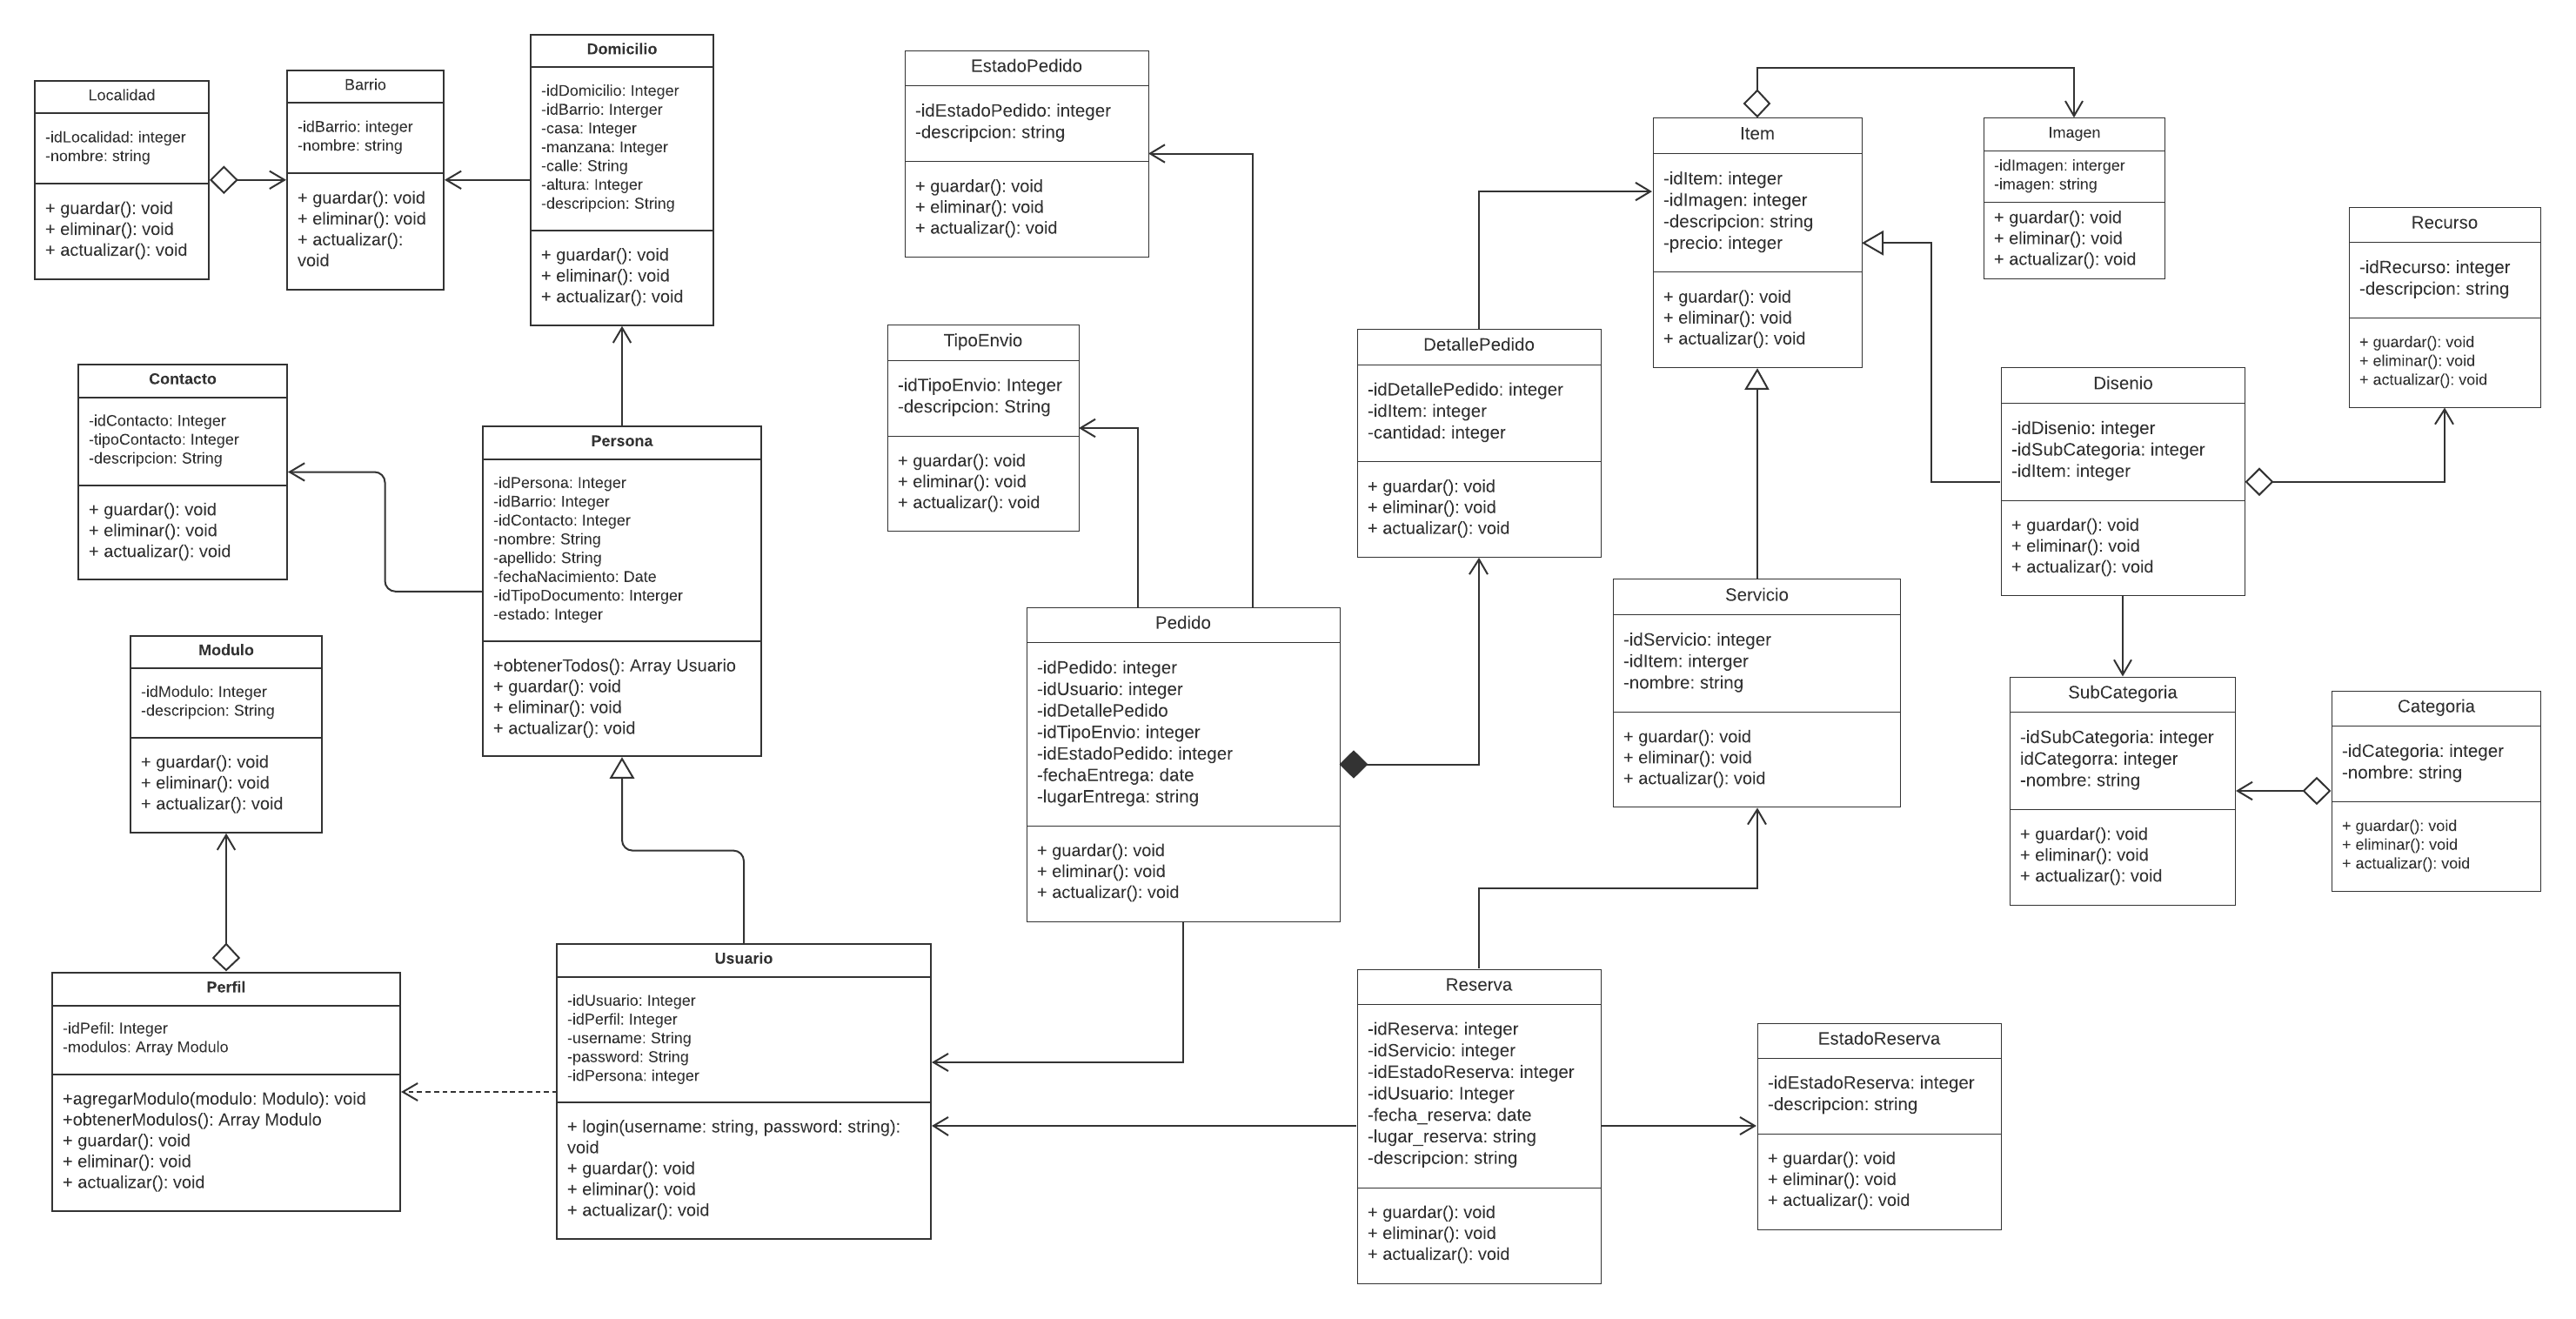 Localidad
-idLocalidad: integer
-nombre: string
+ guardar(): void
+ eliminar(): void
+ actualizar(): void
Barrio
-idBarrio: integer
-nombre: string
+ guardar(): void
+ eliminar(): void
+ actualizar():
void
Domicilio
-idDomicilio: Integer
-idBarrio: Interger
-casa: Integer
-manzana: Integer
-calle: String
-altura: Integer
-descripcion: String
+ guardar(): void
+ eliminar(): void
+ actualizar(): void
EstadoPedido
-idEstadoPedido: integer
-descripcion: string
+ guardar(): void
+ eliminar(): void
+ actualizar(): void
Item
-idItem: integer
-idImagen: integer
-descripcion: string
-precio: integer
+ guardar(): void
+ eliminar(): void
+ actualizar(): void
Imagen
-idImagen: interger
-imagen: string
+ guardar(): void
+ eliminar(): void
+ actualizar(): void
Recurso
-idRecurso: integer
-descripcion: string
+ guardar(): void
+ eliminar(): void
+ actualizar(): void
Contacto
-idContacto: Integer
-tipoContacto: Integer
-descripcion: String
+ guardar(): void
+ eliminar(): void
+ actualizar(): void
Persona
-idPersona: Integer
-idBarrio: Integer
-idContacto: Integer
-nombre: String
-apellido: String
-fechaNacimiento: Date
-idTipoDocumento: Interger
-estado: Integer
+obtenerTodos(): Array Usuario
+ guardar(): void
+ eliminar(): void
+ actualizar(): void
TipoEnvio
-idTipoEnvio: Integer
-descripcion: String
+ guardar(): void
+ eliminar(): void
+ actualizar(): void
DetallePedido
-idDetallePedido: integer
-idItem: integer
-cantidad: integer
+ guardar(): void
+ eliminar(): void
+ actualizar(): void
Disenio
-idDisenio: integer
-idSubCategoria: integer
-idItem: integer
+ guardar(): void
+ eliminar(): void
+ actualizar(): void
Modulo
-idModulo: Integer
-descripcion: String
+ guardar(): void
+ eliminar(): void
+ actualizar(): void
Pedido
-idPedido: integer
-idUsuario: integer
-idDetallePedido
-idTipoEnvio: integer
-idEstadoPedido: integer
-fechaEntrega: date
-lugarEntrega: string
+ guardar(): void
+ eliminar(): void
+ actualizar(): void
Servicio
-idServicio: integer
-idItem: interger
-nombre: string
+ guardar(): void
+ eliminar(): void
+ actualizar(): void
SubCategoria
-idSubCategoria: integer
idCategorra: integer
-nombre: string
+ guardar(): void
+ eliminar(): void
+ actualizar(): void
Categoria
-idCategoria: integer
-nombre: string
+ guardar(): void
+ eliminar(): void
+ actualizar(): void
Perfil
-idPefil: Integer
-modulos: Array Modulo
+agregarModulo(modulo: Modulo): void
+obtenerModulos(): Array Modulo
+ guardar(): void
+ eliminar(): void
+ actualizar(): void
Usuario
-idUsuario: Integer
-idPerfil: Integer
-username: String
-password: String
-idPersona: integer
+ login(username: string, password: string):
void
+ guardar(): void
+ eliminar(): void
+ actualizar(): void
Reserva
-idReserva: integer
-idServicio: integer
-idEstadoReserva: integer
-idUsuario: Integer
-fecha_reserva: date
-lugar_reserva: string
-descripcion: string
+ guardar(): void
+ eliminar(): void
+ actualizar(): void
EstadoReserva
-idEstadoReserva: integer
-descripcion: string
+ guardar(): void
+ eliminar(): void
+ actualizar(): void